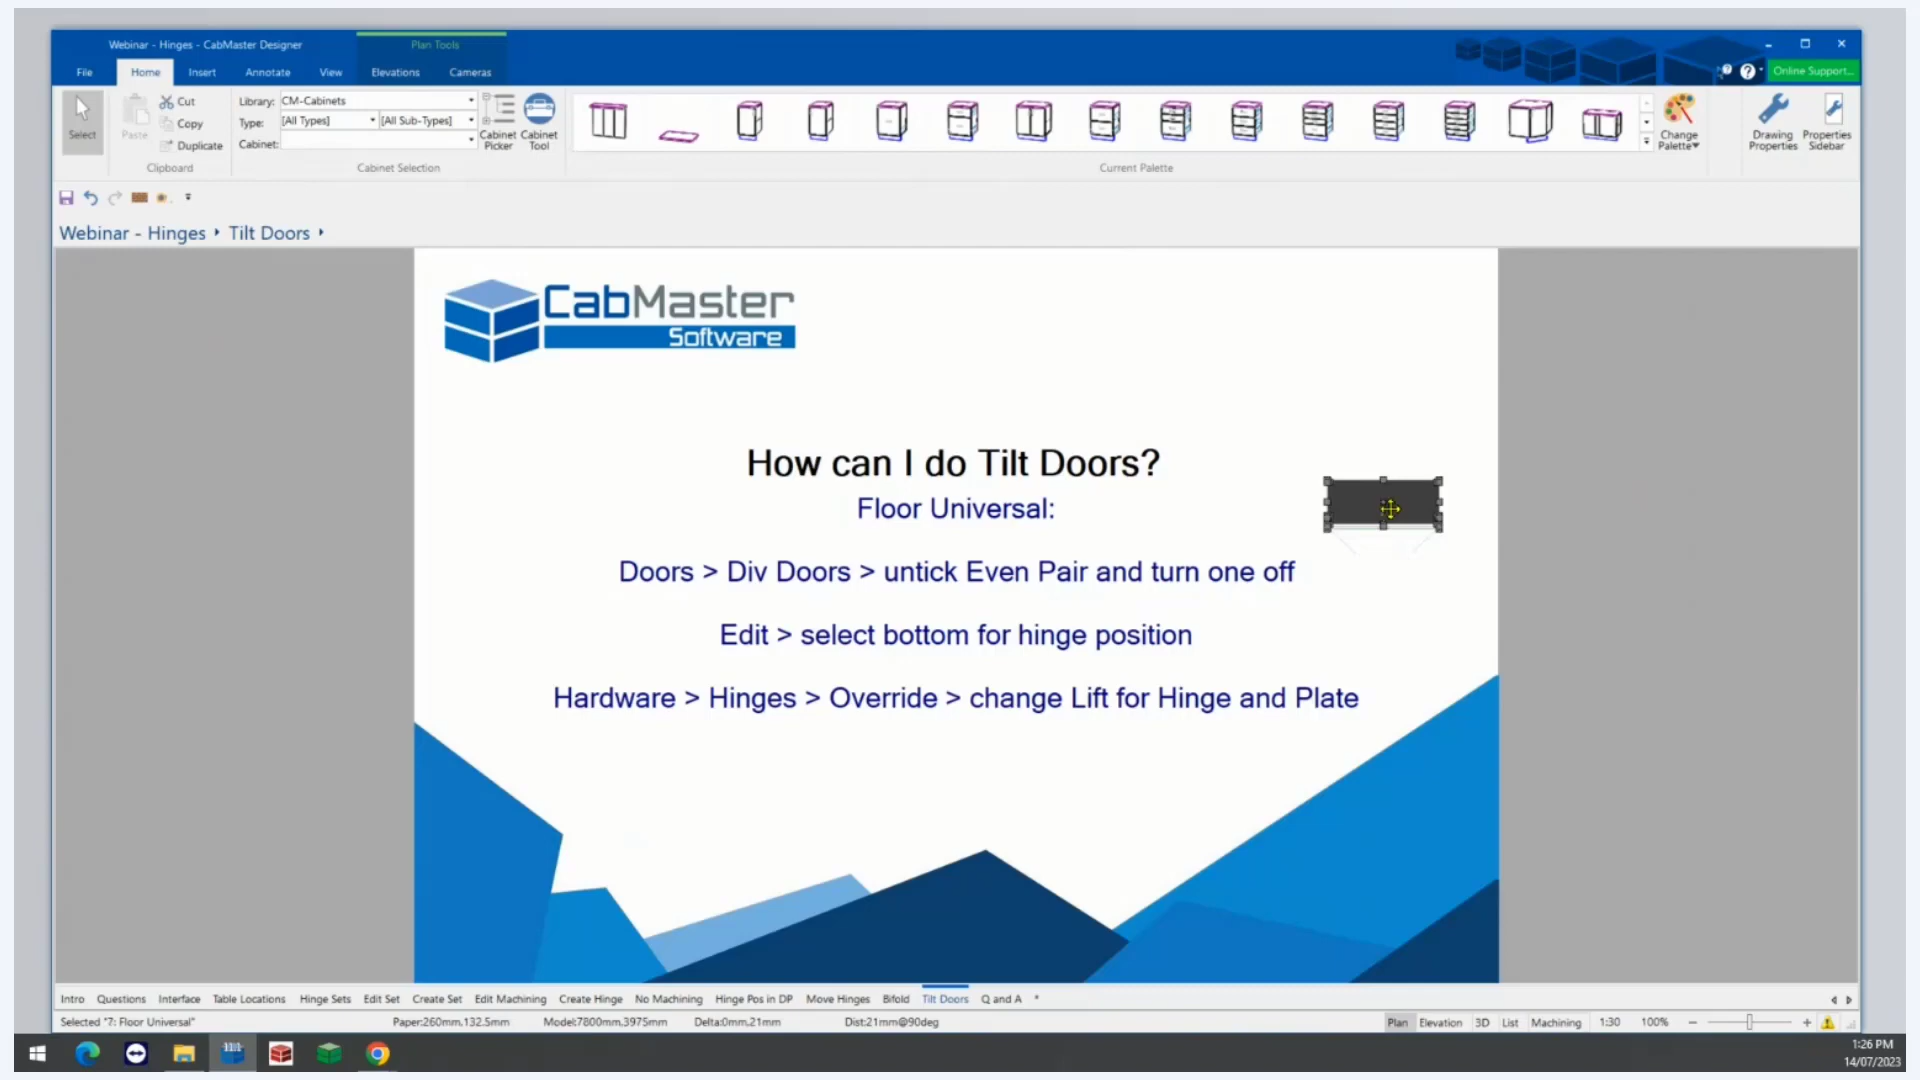 Webinar - Hinges - CabMaster Designer
Plan Tools
File Home Insert Annotate View Elevations Cameras
Online Support...
Select
Paste
Cut
Copy
Duplicate
Clipboard
Library: CM-Cabinets
Type: [All Types] [All Sub-Types]
Cabinet:
Cabinet Picker
Cabinet Tool
Cabinet Selection
Current Palette
Change Palette
Drawing Properties
Properties Sidebar
Webinar - Hinges Tilt Doors
CabMaster
Software
How can I do Tilt Doors?
Floor Universal:
Doors > Div Doors > untick Even Pair and turn one off
Edit > select bottom for hinge position
Hardware > Hinges > Override > change Lift for Hinge and Plate
Intro Questions Interface Table Locations Hinge Sets Edit Set Create Set Edit Machining Create Hinge No Machining Hinge Pos in DP Move Hinges Bifold Tilt Doors Q and A *
Selected "7: Floor Universal" Paper:260mm,132.5mm Model:7800mm,3975mm Delta:0mm,21mm Dist:21mm@90deg Plan Elevation 3D List Machining 1:30 100%
1:26 PM
14/07/2023